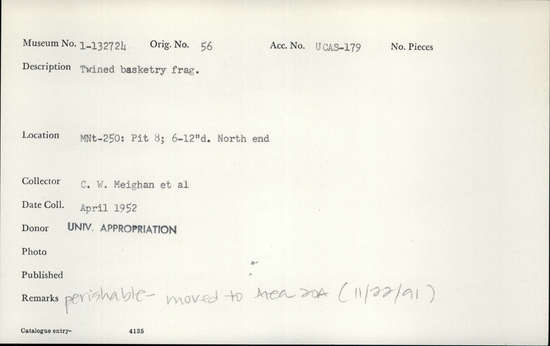 Museum No. 1-132724 Orig. No. 56 Acc. No. UCAS-179 No. Pieces
Description Twined basketry frag.
Location MNt-250: Pit 8; 6-12"d. North end
Collector C. W. Meighan et al
Date Coll. April 1952
Donor UNIV. APPROPRIATION
Photo
Published
Remarks perishable- moved to Area 20A (11/22/91)
Catalogue entry- 4135